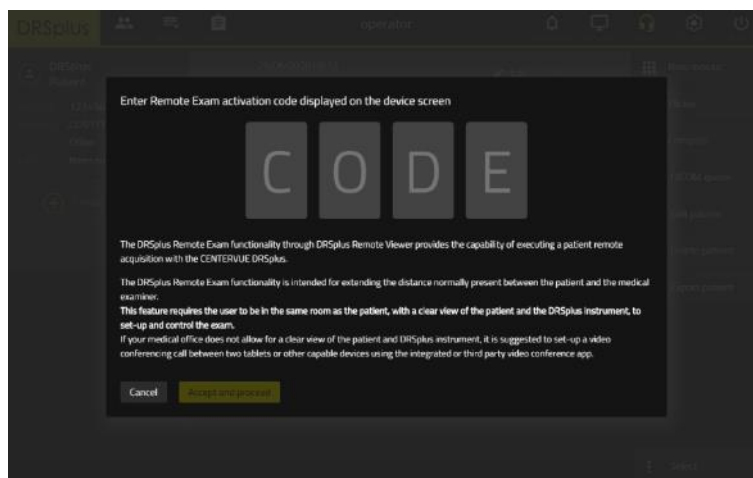 DRSplus
operator
DRSplus
Patient
Enter Remote Exam activation code displayed on the device screen
C O D E
The DRSplus Remote Exam functionality through DRSplus Remote Viewer provides the capability of executing a patient remote
acquisition with the CENTERVUE DRSplus.
The DRSplus Remote Exam functionality is intended for extending the distance normally present between the patient and the medical
examiner.
This feature requires the user to be in the same room as the patient, with a clear view of the patient and the DRSplus instrument, to
set-up and control the exam.
If your medical office does not allow for a clear view of the patient and DRSplus instrument, it is suggested to set-up a video
conferencing call between two tablets or other capable devices using the integrated or third party video conference app.
Cancel
Accept and proceed
Select